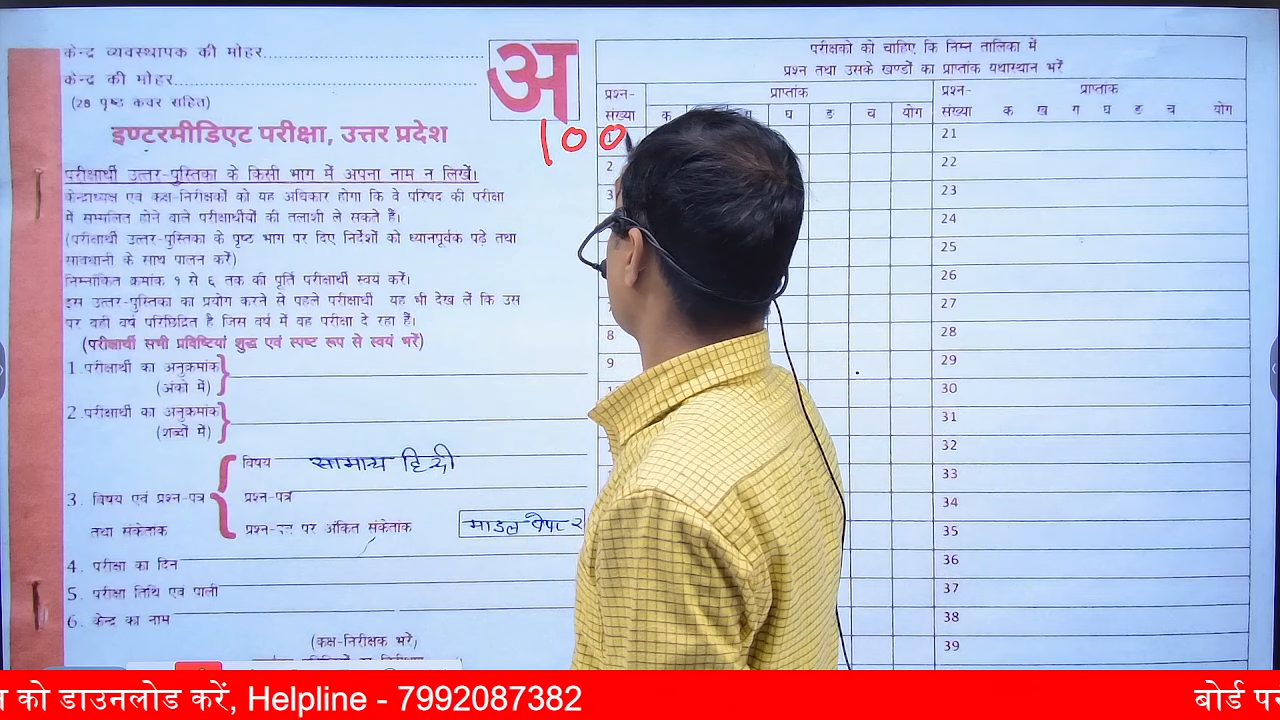 केन्द्र व्यवस्थापक की मोहर
केन्द्र की मोहर
(28 पृष्ठ कवर सहित)
अ
100
इण्टरमीडिएट परीक्षा, उत्तर प्रदेश
परीक्षार्थी उत्तर-पुस्तिका के किसी भाग में अपना नाम न लिखें।
केन्द्राध्यक्ष एवं कक्ष-निरीक्षकों को यह अधिकार होगा कि वे परिषद की परीक्षा
में सम्मलित होने वाले परीक्षार्थीयों की तलाशी ले सकते हैं।
(परीक्षार्थी उत्तर-पुस्तिका के पृष्ठ भाग पर दिए निर्देशों को ध्यानपूर्वक पढ़े तथा
सावधानी के साथ पालन करें)
निम्नांकित क्रमांक १ से ६ तक की पूर्ति परीक्षार्थी स्वयं करें।
इस उत्तर-पुस्तिका का प्रयोग करने से पहले परीक्षार्थी यह भी देख लें कि उस
पर वही वर्ष परिछिद्रित है जिस वर्ष में वह परीक्षा दे रहा है।
(परीक्षार्थी सभी प्रविष्टियां शुद्ध एवं स्पष्ट रूप से स्वयं भरें)
1. परीक्षार्थी का अनुक्रमांक
(अंकों में)
2. परीक्षार्थी का अनुक्रमांक
(शब्दों में)
विषय सामान्य हिन्दी
3. विषय एवं प्रश्न-पत्र प्रश्न-पत्र
तथा संकेतांक प्रश्न-पत्र पर अंकित संकेतांक माडल-पेपर २
4. परीक्षा का दिन
5. परीक्षा तिथि एवं पाली
6. केन्द्र का नाम
(कक्ष-निरीक्षक भरें)
परीक्षको को चाहिए कि निम्न तालिका में
प्रश्न तथा उसके खण्डों का प्राप्तांक यथास्थान भरें
प्रश्न- प्राप्तांक प्रश्न- प्राप्तांक
संख्या क घ ङ च योग संख्या क ख ग घ ङ च योग
1 21
2 22
3 23
24
25
26
27
8 28
9 29
30
31
32
33
34
35
36
37
38
39
को डाउनलोड करें, Helpline - 7992087382 बोर्ड